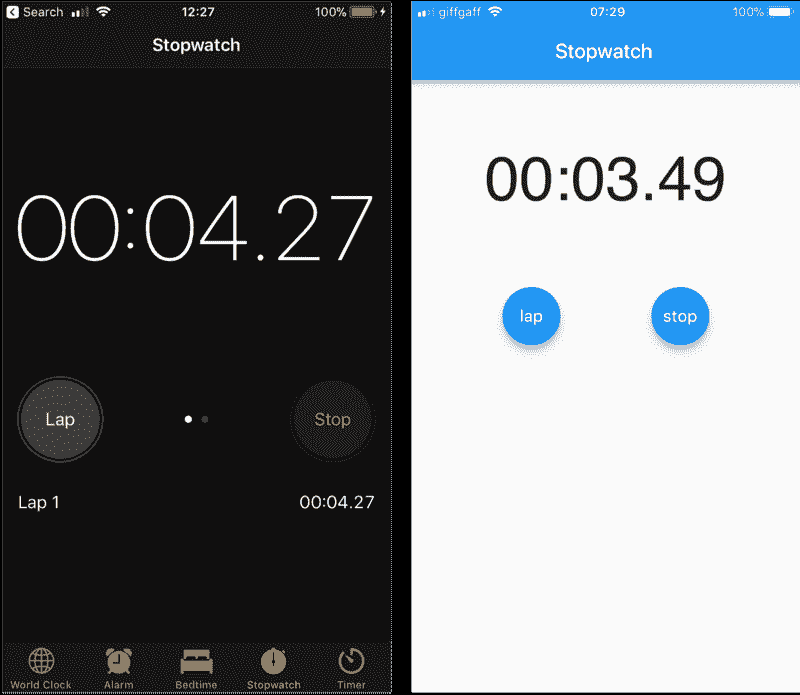 Search 12:27 100%
Stopwatch
00:04.27
Lap Stop
Lap 1 00:04.27
World Clock Alarm Bedtime Stopwatch Timer
giffgaff 07:29 100%
Stopwatch
00:03.49
lap stop